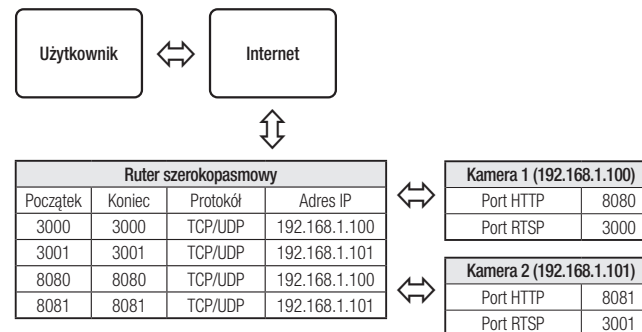 Użytkownik
Internet
Ruter szerokopasmowy
Początek Koniec Protokół Adres IP
3000 3000 TCP/UDP 192.168.1.100
3001 3001 TCP/UDP 192.168.1.101
8080 8080 TCP/UDP 192.168.1.100
8081 8081 TCP/UDP 192.168.1.101
Kamera 1 (192.168.1.100)
Port HTTP 8080
Port RTSP 3000
Kamera 2 (192.168.1.101)
Port HTTP 8081
Port RTSP 3001